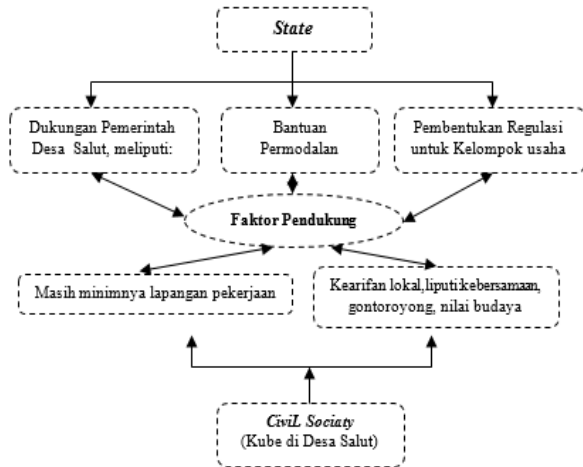 State
Dukungan Pemerintah
Desa Salut, meliputi:
Bantuan
Permodalan
Pembentukan Regulasi
untuk Kelompok usaha
Faktor Pendukung
Masih minimnya lapangan pekerjaan
Kearifan lokal,liputi:kebersamaan,
gontoroyong, nilai budaya
CiviL Sociaty
(Kube di Desa Salut)